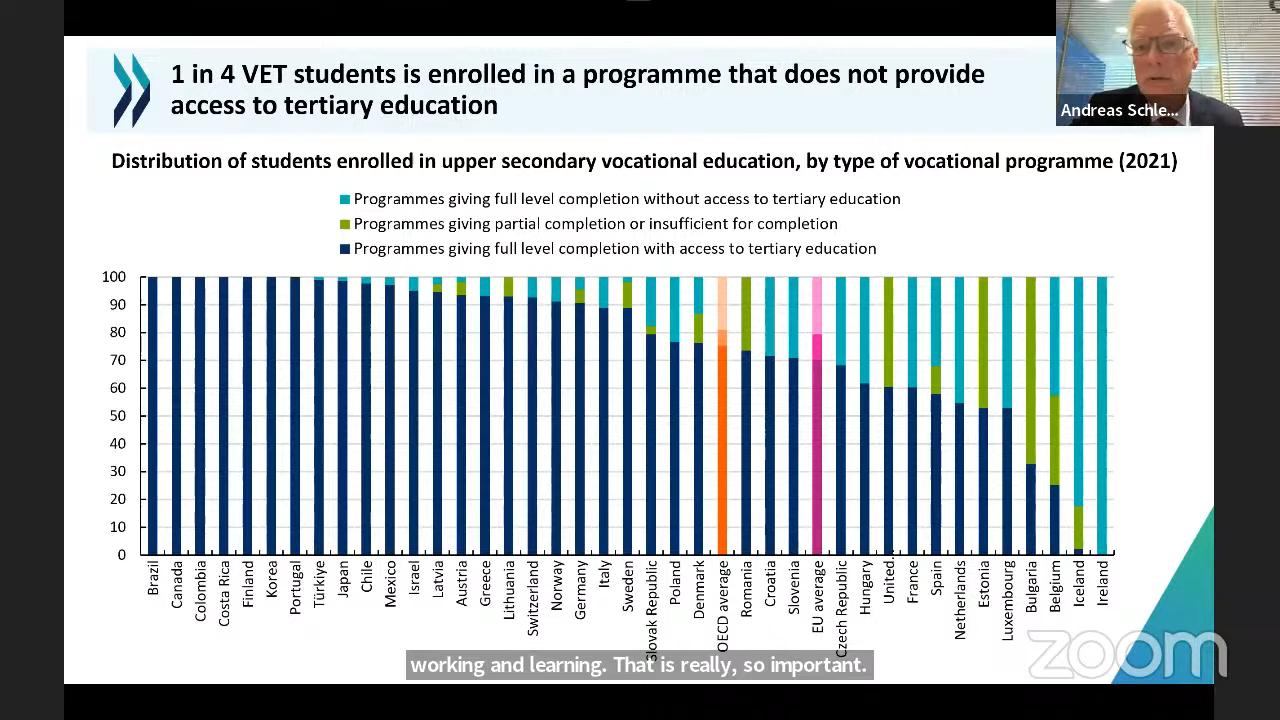 1 in 4 VET students is enrolled in a programme that does not provide
access to tertiary education
Andreas Schle...
Distribution of students enrolled in upper secondary vocational education, by type of vocational programme (2021)
Programmes giving full level completion without access to tertiary education
Programmes giving partial completion or insufficient for completion
Programmes giving full level completion with access to tertiary education
100
90
80
70
60
50
40
30
20
10
0
Brazil
Canada
Colombia
Costa Rica
Finland
Korea
Portugal
Türkiye
Japan
Chile
Mexico
Israel
Latvia
Austria
Greece
Lithuania
Switzerland
Norway
Germany
Italy
Sweden
Slovak Republic
Poland
Denmark
OECD average
Romania
Croatia
Slovenia
EU average
Czech Republic
Hungary
United..
France
Spain
Netherlands
Estonia
Luxembourg
Bulgaria
Belgium
Iceland
Ireland
working and learning. That is really, so important.
zoom